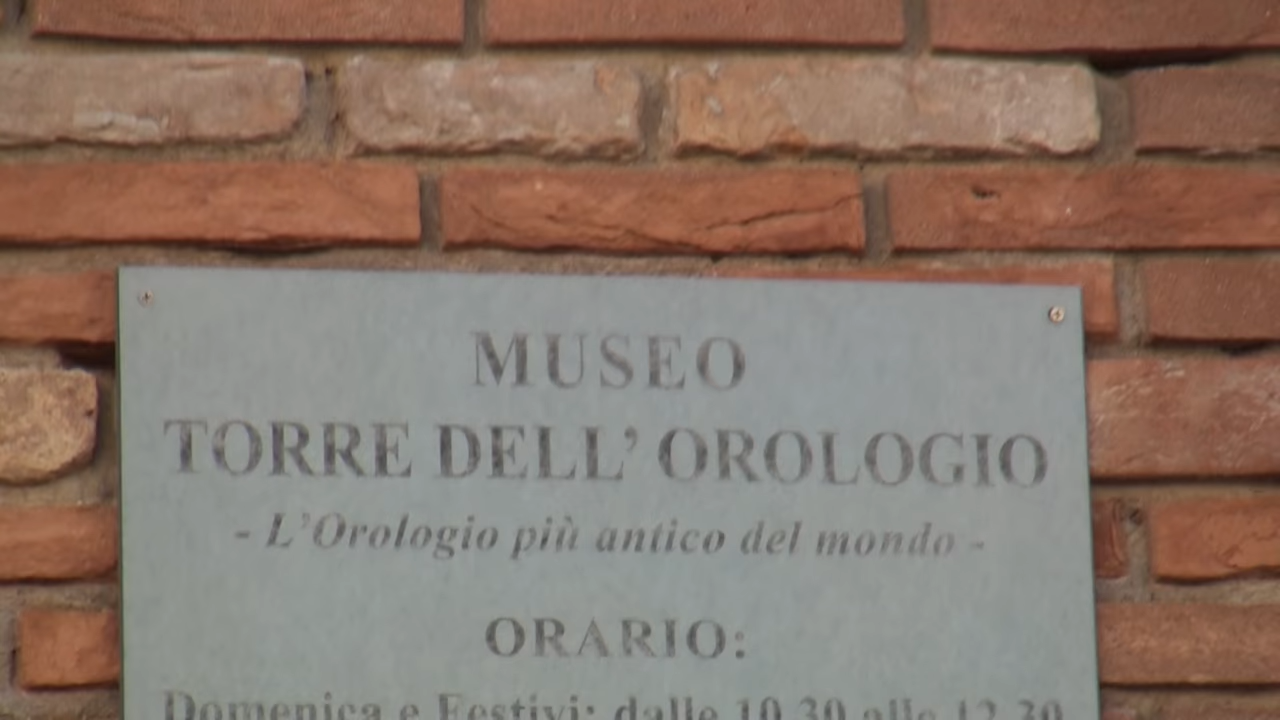 MUSEO
TORRE DELL' OROLOGIO
- L'Orologio più antico del mondo -
ORARIO:
Domenica e Festivi: dalle 10.30 alle 12.30